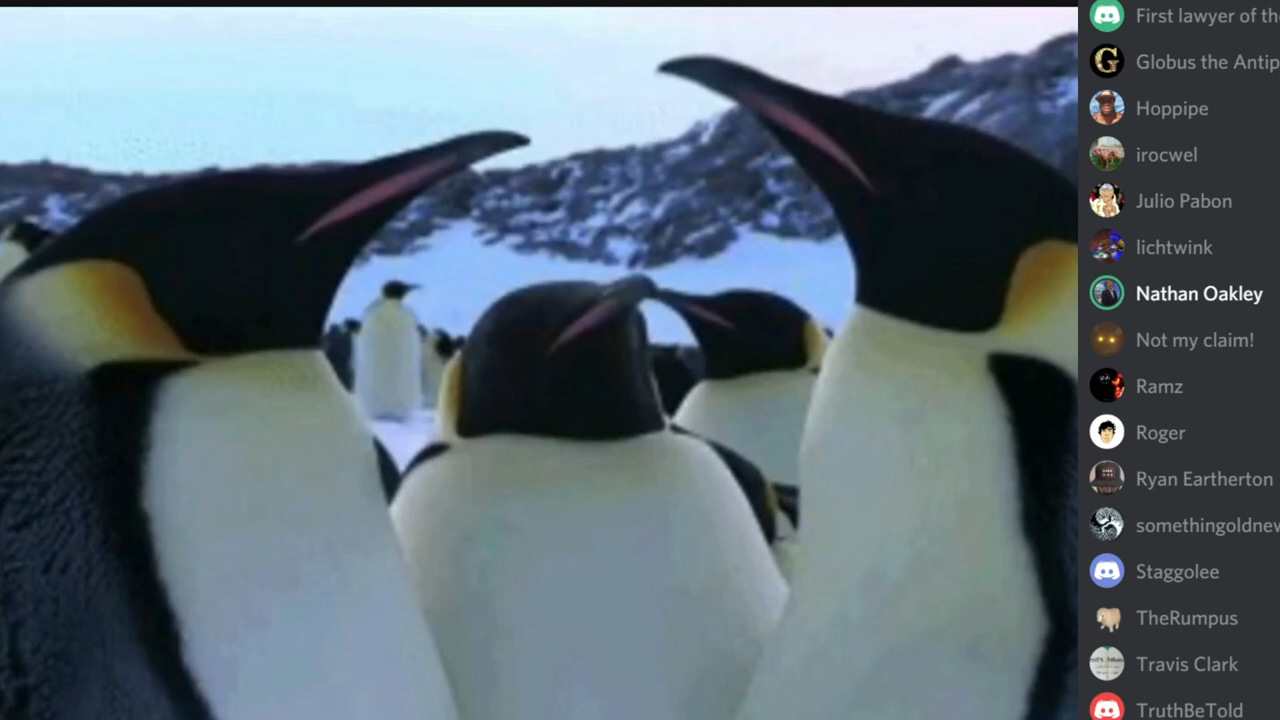 First lawyer of th
G Globus the Antip
Hoppipe
irocwel
Julio Pabon
lichtwink
Nathan Oakley
Not my claim!
Ramz
Roger
Ryan Eartherton
somethingoldnew
Staggolee
TheRumpus
Travis Clark
TruthBeTold